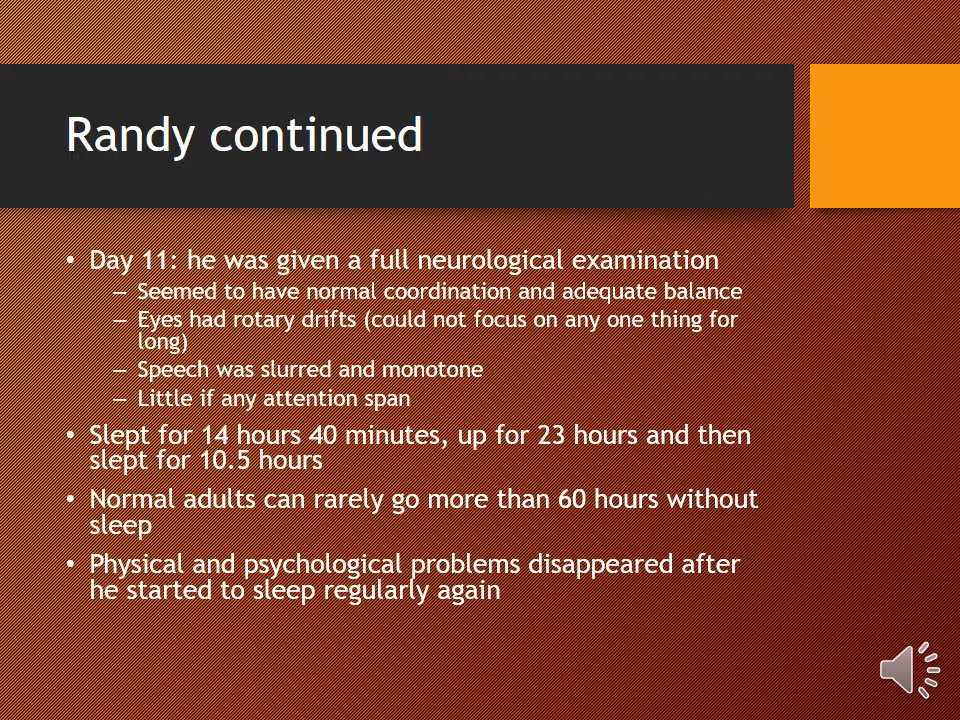 Randy continued
• Day 11: he was given a full neurological examination
– Seemed to have normal coordination and adequate balance
– Eyes had rotary drifts (could not focus on any one thing for
long)
– Speech was slurred and monotone
– Little if any attention span
• Slept for 14 hours 40 minutes, up for 23 hours and then
slept for 10.5 hours
• Normal adults can rarely go more than 60 hours without
sleep
• Physical and psychological problems disappeared after
he started to sleep regularly again